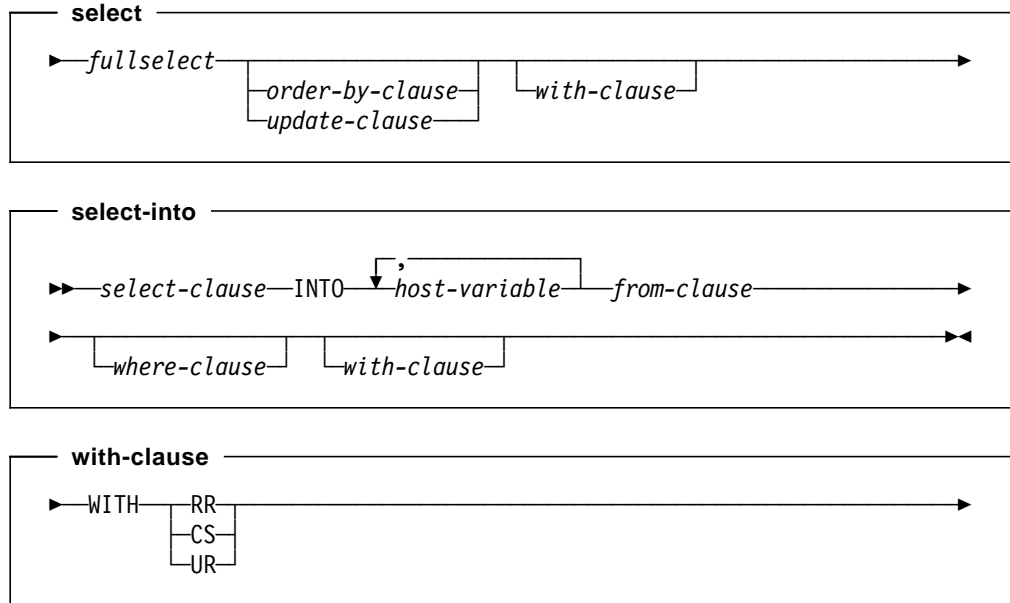 select
fullselect
order-by-clause
with-clause
update-clause
select-into
,
select-clause INTO host-variable from-clause
where-clause with-clause
with-clause
WITH RR
CS
UR